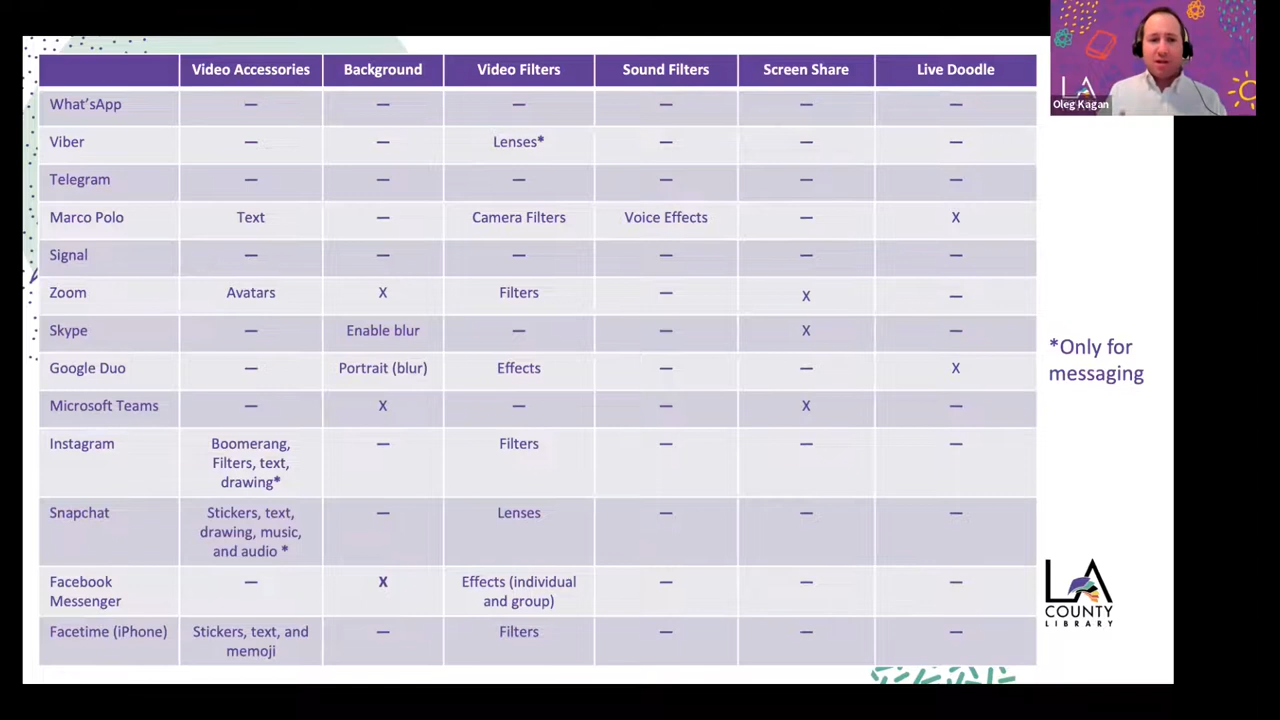 Video Accessories Background Video Filters Sound Filters Screen Share Live Doodle
What'sApp — — — — — —
Viber — — Lenses* — — —
Telegram — — — — — —
Marco Polo Text — Camera Filters Voice Effects — X
Signal — — — — — —
Zoom Avatars X Filters — X —
Skype — Enable blur — — X —
Google Duo — Portrait (blur) Effects — — X
Microsoft Teams — X — — X —
Instagram Boomerang, — Filters — — —
Filters, text,
drawing*
Snapchat Stickers, text, — Lenses — — —
drawing, music,
and audio *
Facebook — X Effects (individual — — —
Messenger and group)
Facetime (iPhone) Stickers, text, and — Filters — — —
memoji
LA
Oleg Kagan
*Only for
messaging
LA
COUNTY
LIBRARY